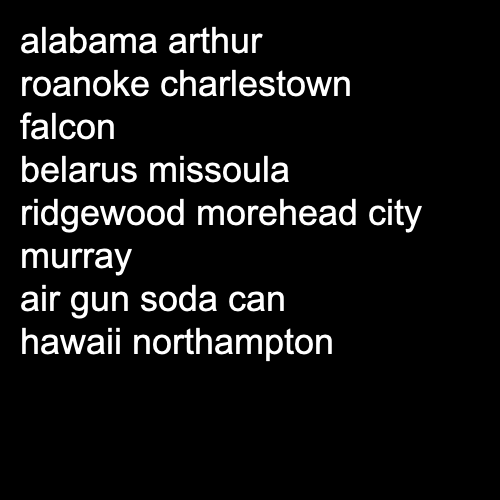 alabama arthur
roanoke charlestown
falcon
belarus missoula
ridgewood morehead city
murray
air gun soda can
hawaii northampton